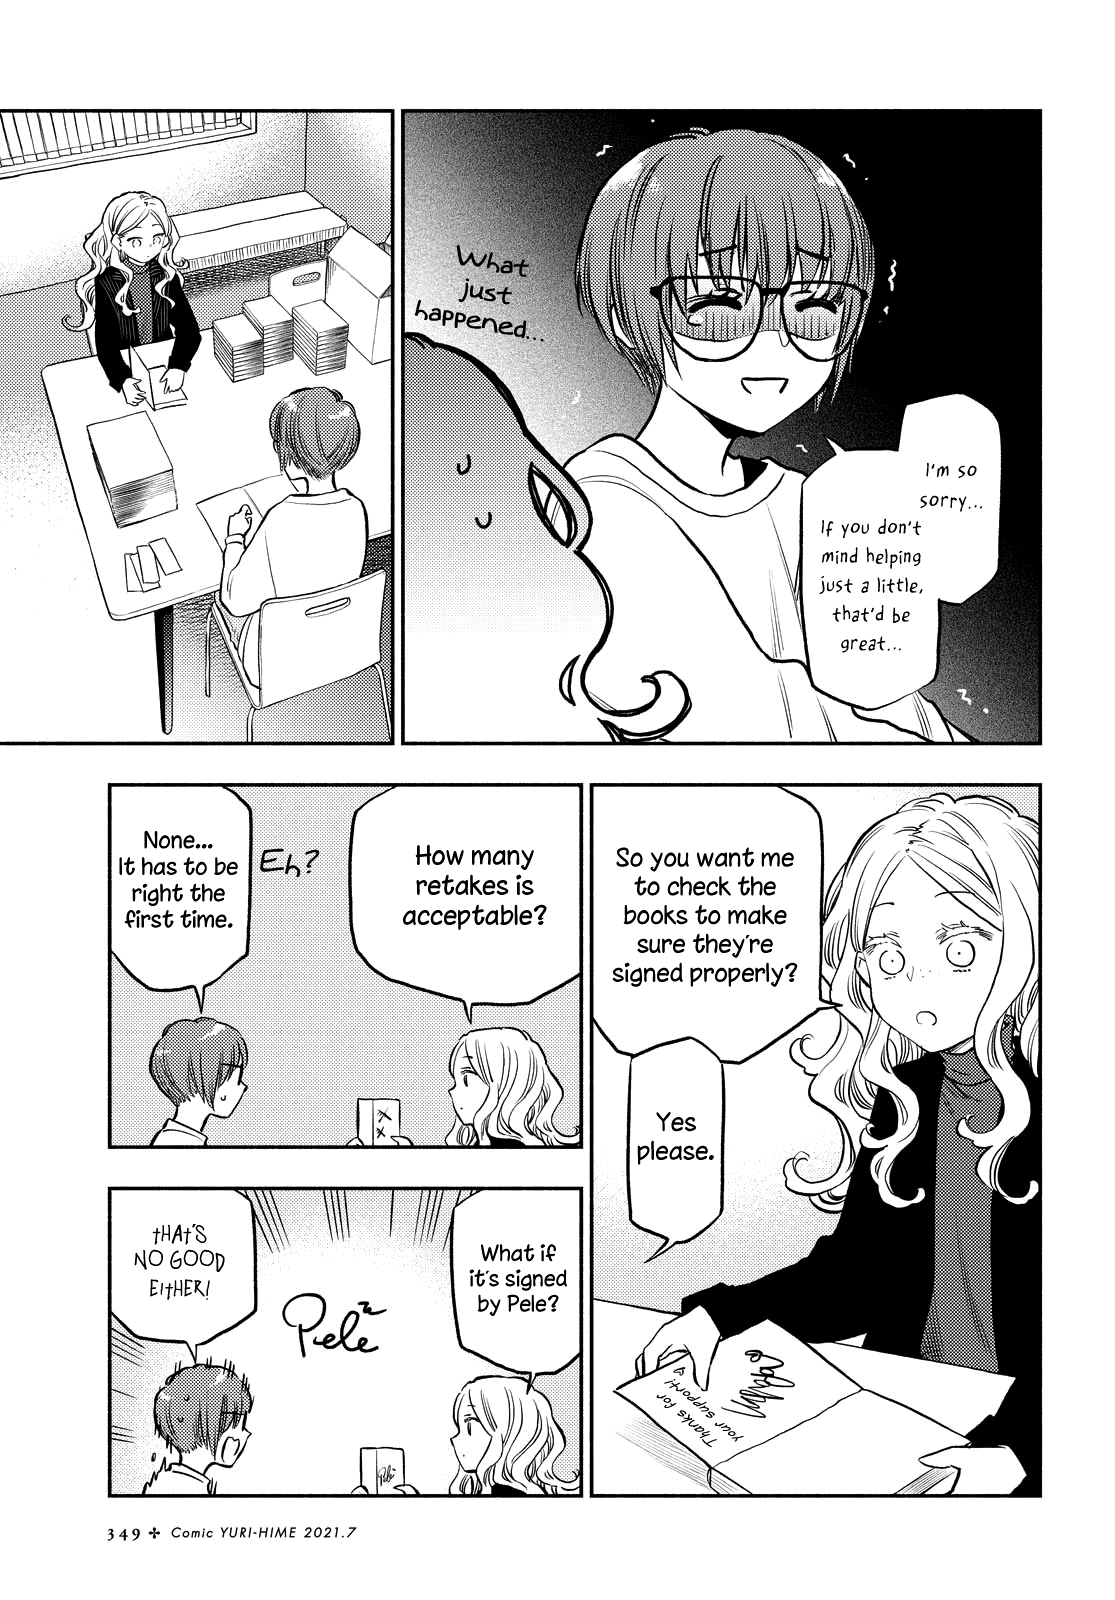 I'm so
sorry...
If you don't
mind helping
just a little,
that'd be
great...
What
just
happened...
So you want me
to check the
books to make
sure they're
signed properly?
Yes
please.
Thanks for
your support!
How many
retakes is
acceptable?
Eh?
None...
It has to be
right the
first time.
What if
it's signed
by Pele?
Pele
Pele
THAT'S
NO GOOD
EITHER!
349 ✢ Comic YURI-HIME 2021.7